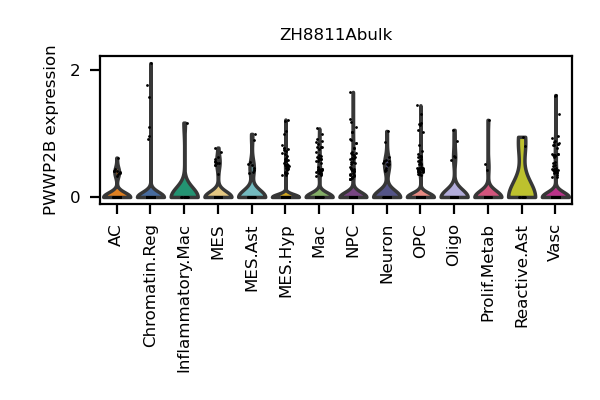 ZH8811Abulk
PWWP2B expression
2
0
AC
Chromatin.Reg
Inflammatory.Mac
MES
MES.Ast
MES.Hyp
Mac
NPC
Neuron
OPC
Oligo
Prolif.Metab
Reactive.Ast
Vasc